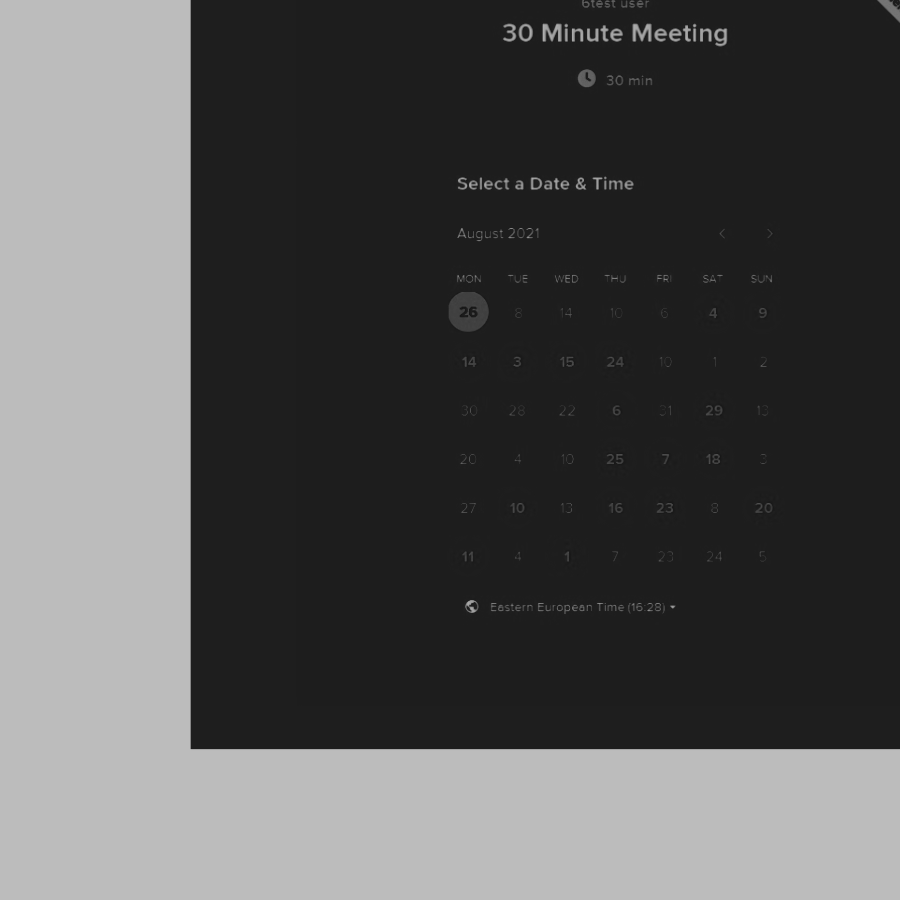 6test user
30 Minute Meeting
30 min
Select a Date & Time
August 2021
MON TUE WED THU FRI SAT SUN
26 8 14 10 6 4 9
14 3 15 24 10 1 2
30 28 22 6 31 29 13
20 4 10 25 7 18 3
27 10 13 16 23 8 20
11 4 1 7 23 24 5
Eastern European Time (16:28)